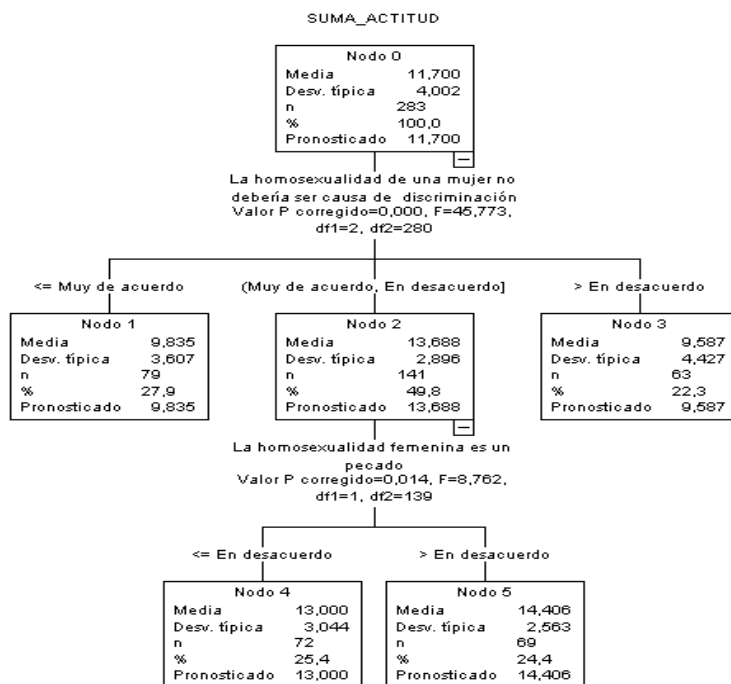 SUMA_ACTITUD
Nodo 0
Media 11,700
Desv. típica 4,002
n 283
% 100,0
Pronosticado 11,700
La homosexualidad de una mujer no
debería ser causa de discriminación
Valor P corregido=0,000, F=45,773,
df1=2, df2=280
<= Muy de acuerdo
(Muy de acuerdo, En desacuerdo]
> En desacuerdo
Nodo 1
Media 9,835
Desv. típica 3,607
n 79
% 27,9
Pronosticado 9,835
Nodo 2
Media 13,688
Desv. típica 2,896
n 141
% 49,8
Pronosticado 13,688
Nodo 3
Media 9,587
Desv. típica 4,427
n 63
% 22,3
Pronosticado 9,587
La homosexualidad femenina es un
pecado
Valor P corregido=0,014, F=8,762,
df1=1, df2=139
<= En desacuerdo
> En desacuerdo
Nodo 4
Media 13,000
Desv. típica 3,044
n 72
% 25,4
Pronosticado 13,000
Nodo 5
Media 14,406
Desv. típica 2,563
n 69
% 24,4
Pronosticado 14,406